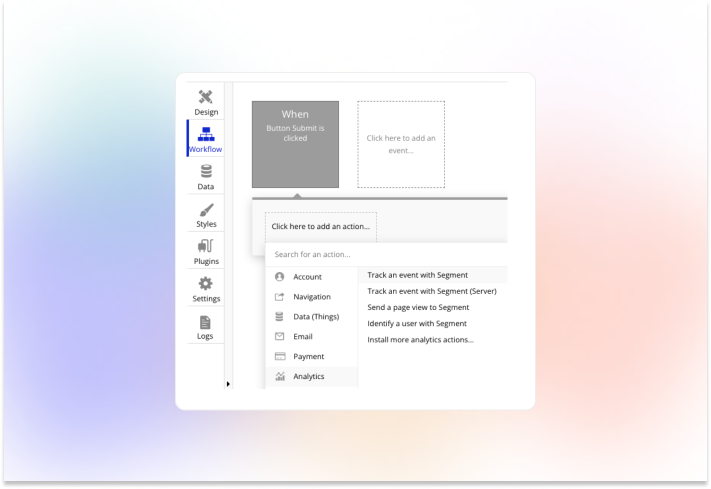 Design
Workflow
Data
Styles
Plugins
Settings
Logs
When
Button Submit is
clicked
Click here to add an
event...
Click here to add an action...
Search for an action...
Account
Navigation
Data (Things)
Email
Payment
Analytics
Track an event with Segment
Track an event with Segment (Server)
Send a page view to Segment
Identify a user with Segment
Install more analytics actions...